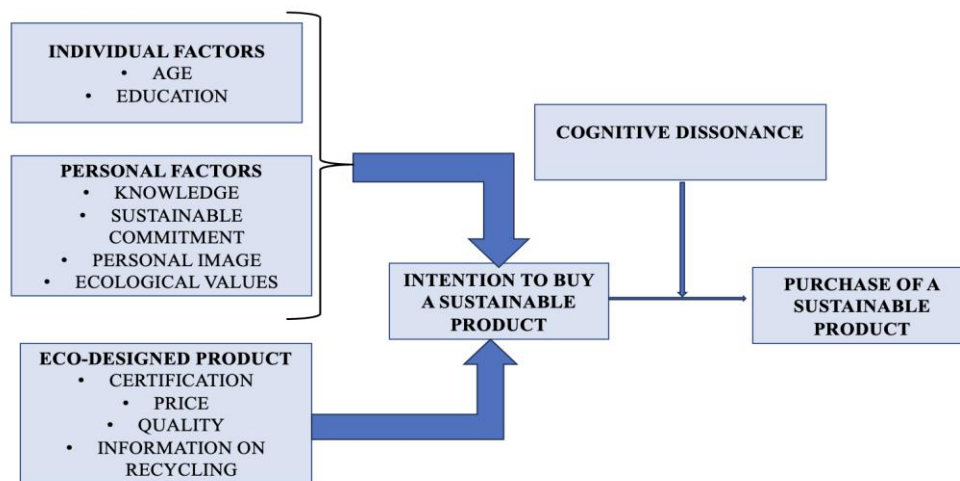 INDIVIDUAL FACTORS
• AGE
• EDUCATION
PERSONAL FACTORS
• KNOWLEDGE
• SUSTAINABLE
COMMITMENT
• PERSONAL IMAGE
• ECOLOGICAL VALUES
ECO-DESIGNED PRODUCT
• CERTIFICATION
• PRICE
• QUALITY
• INFORMATION ON
RECYCLING
INTENTION TO BUY
A SUSTAINABLE
PRODUCT
COGNITIVE DISSONANCE
PURCHASE OF A
SUSTAINABLE
PRODUCT